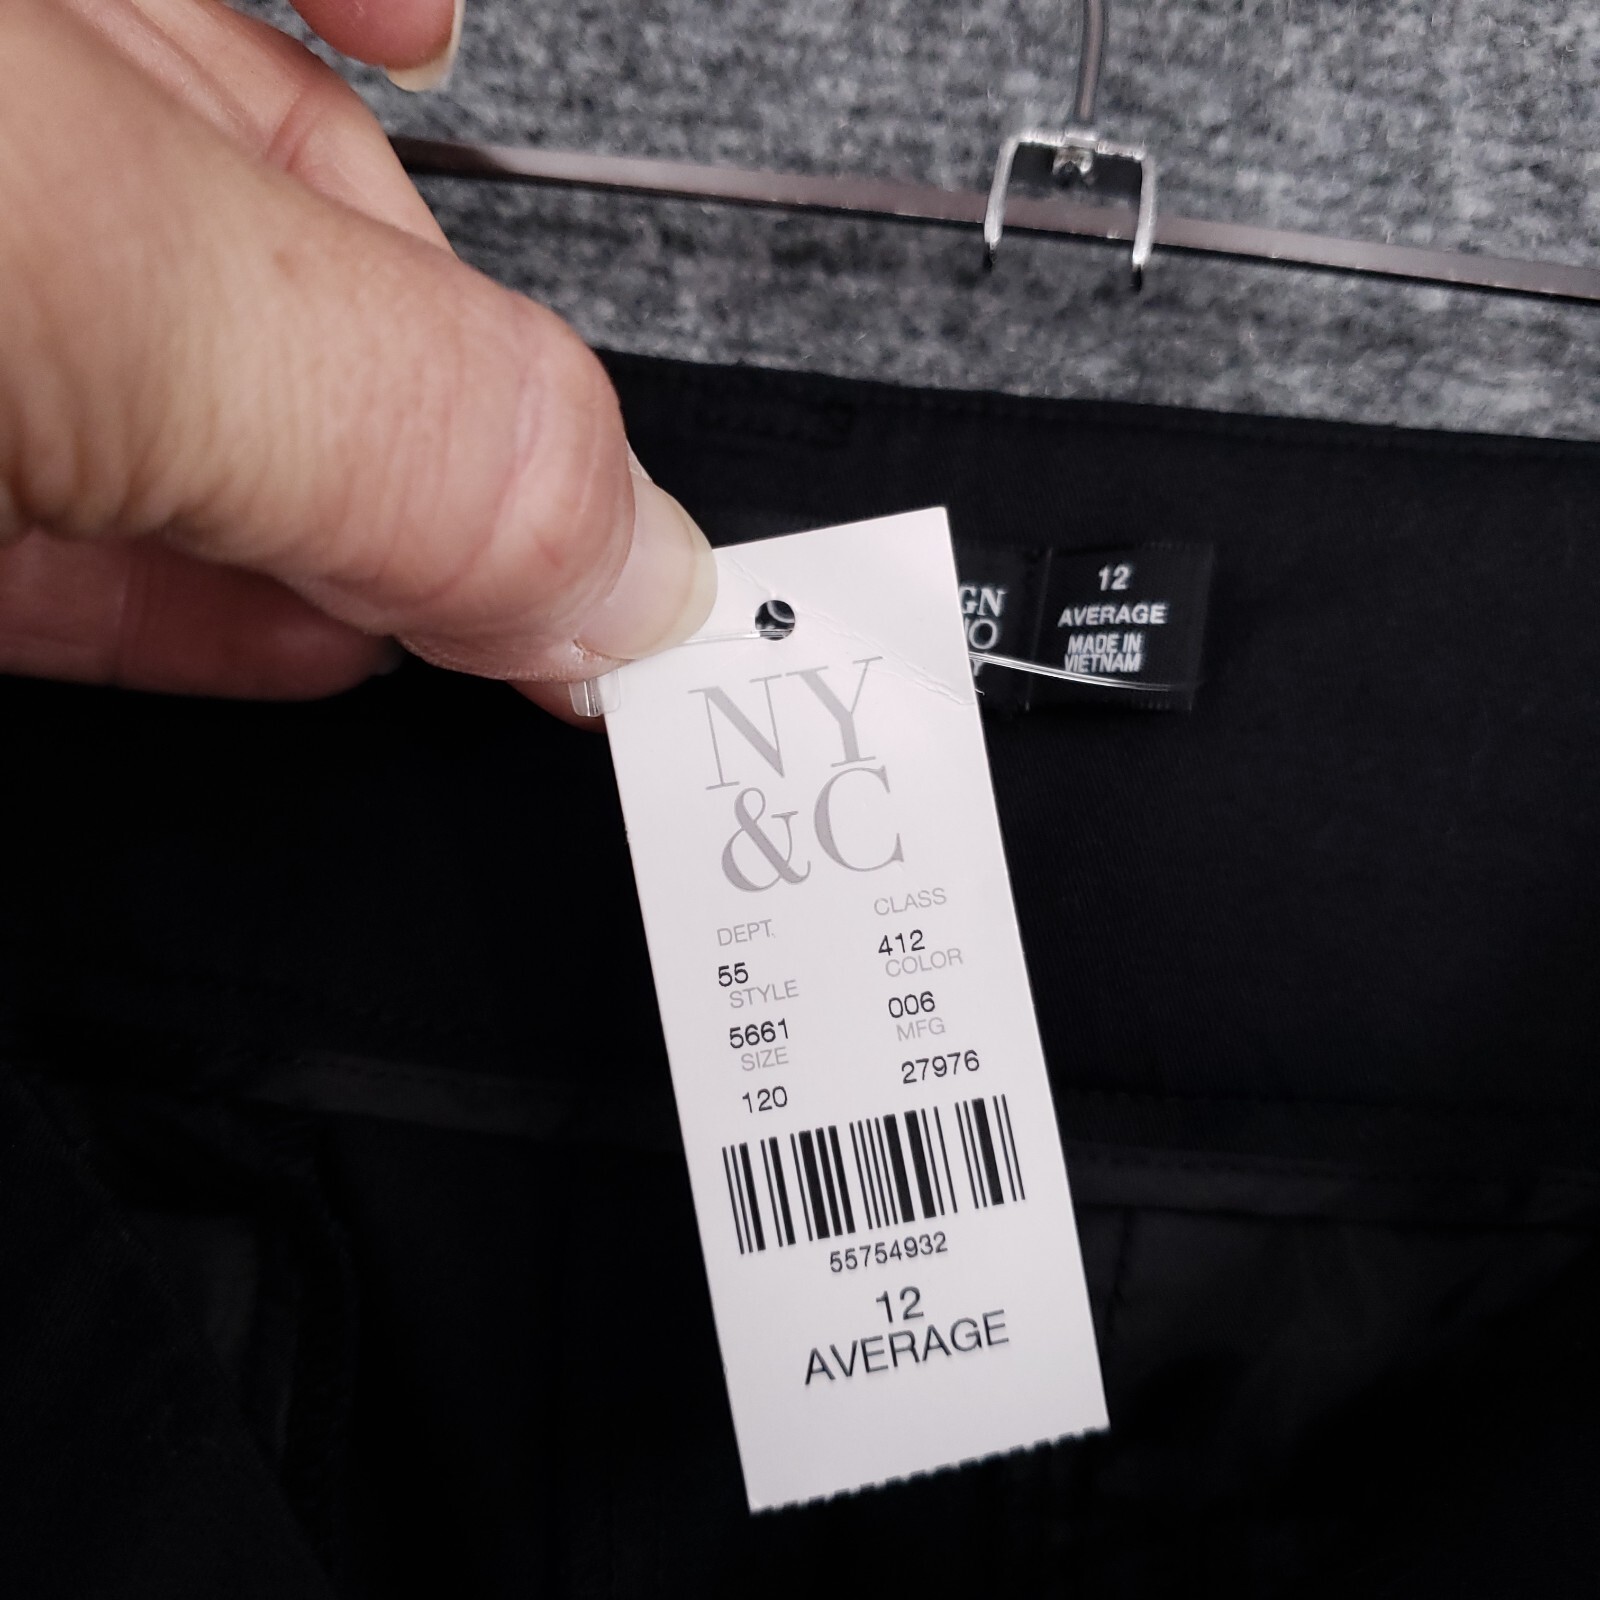 12
AVERAGE
MADE IN
VIETNAM
NY
&C
DEPT. CLASS
55 412
STYLE COLOR
5661 006
SIZE MFG
120 27976
55754932
12
AVERAGE